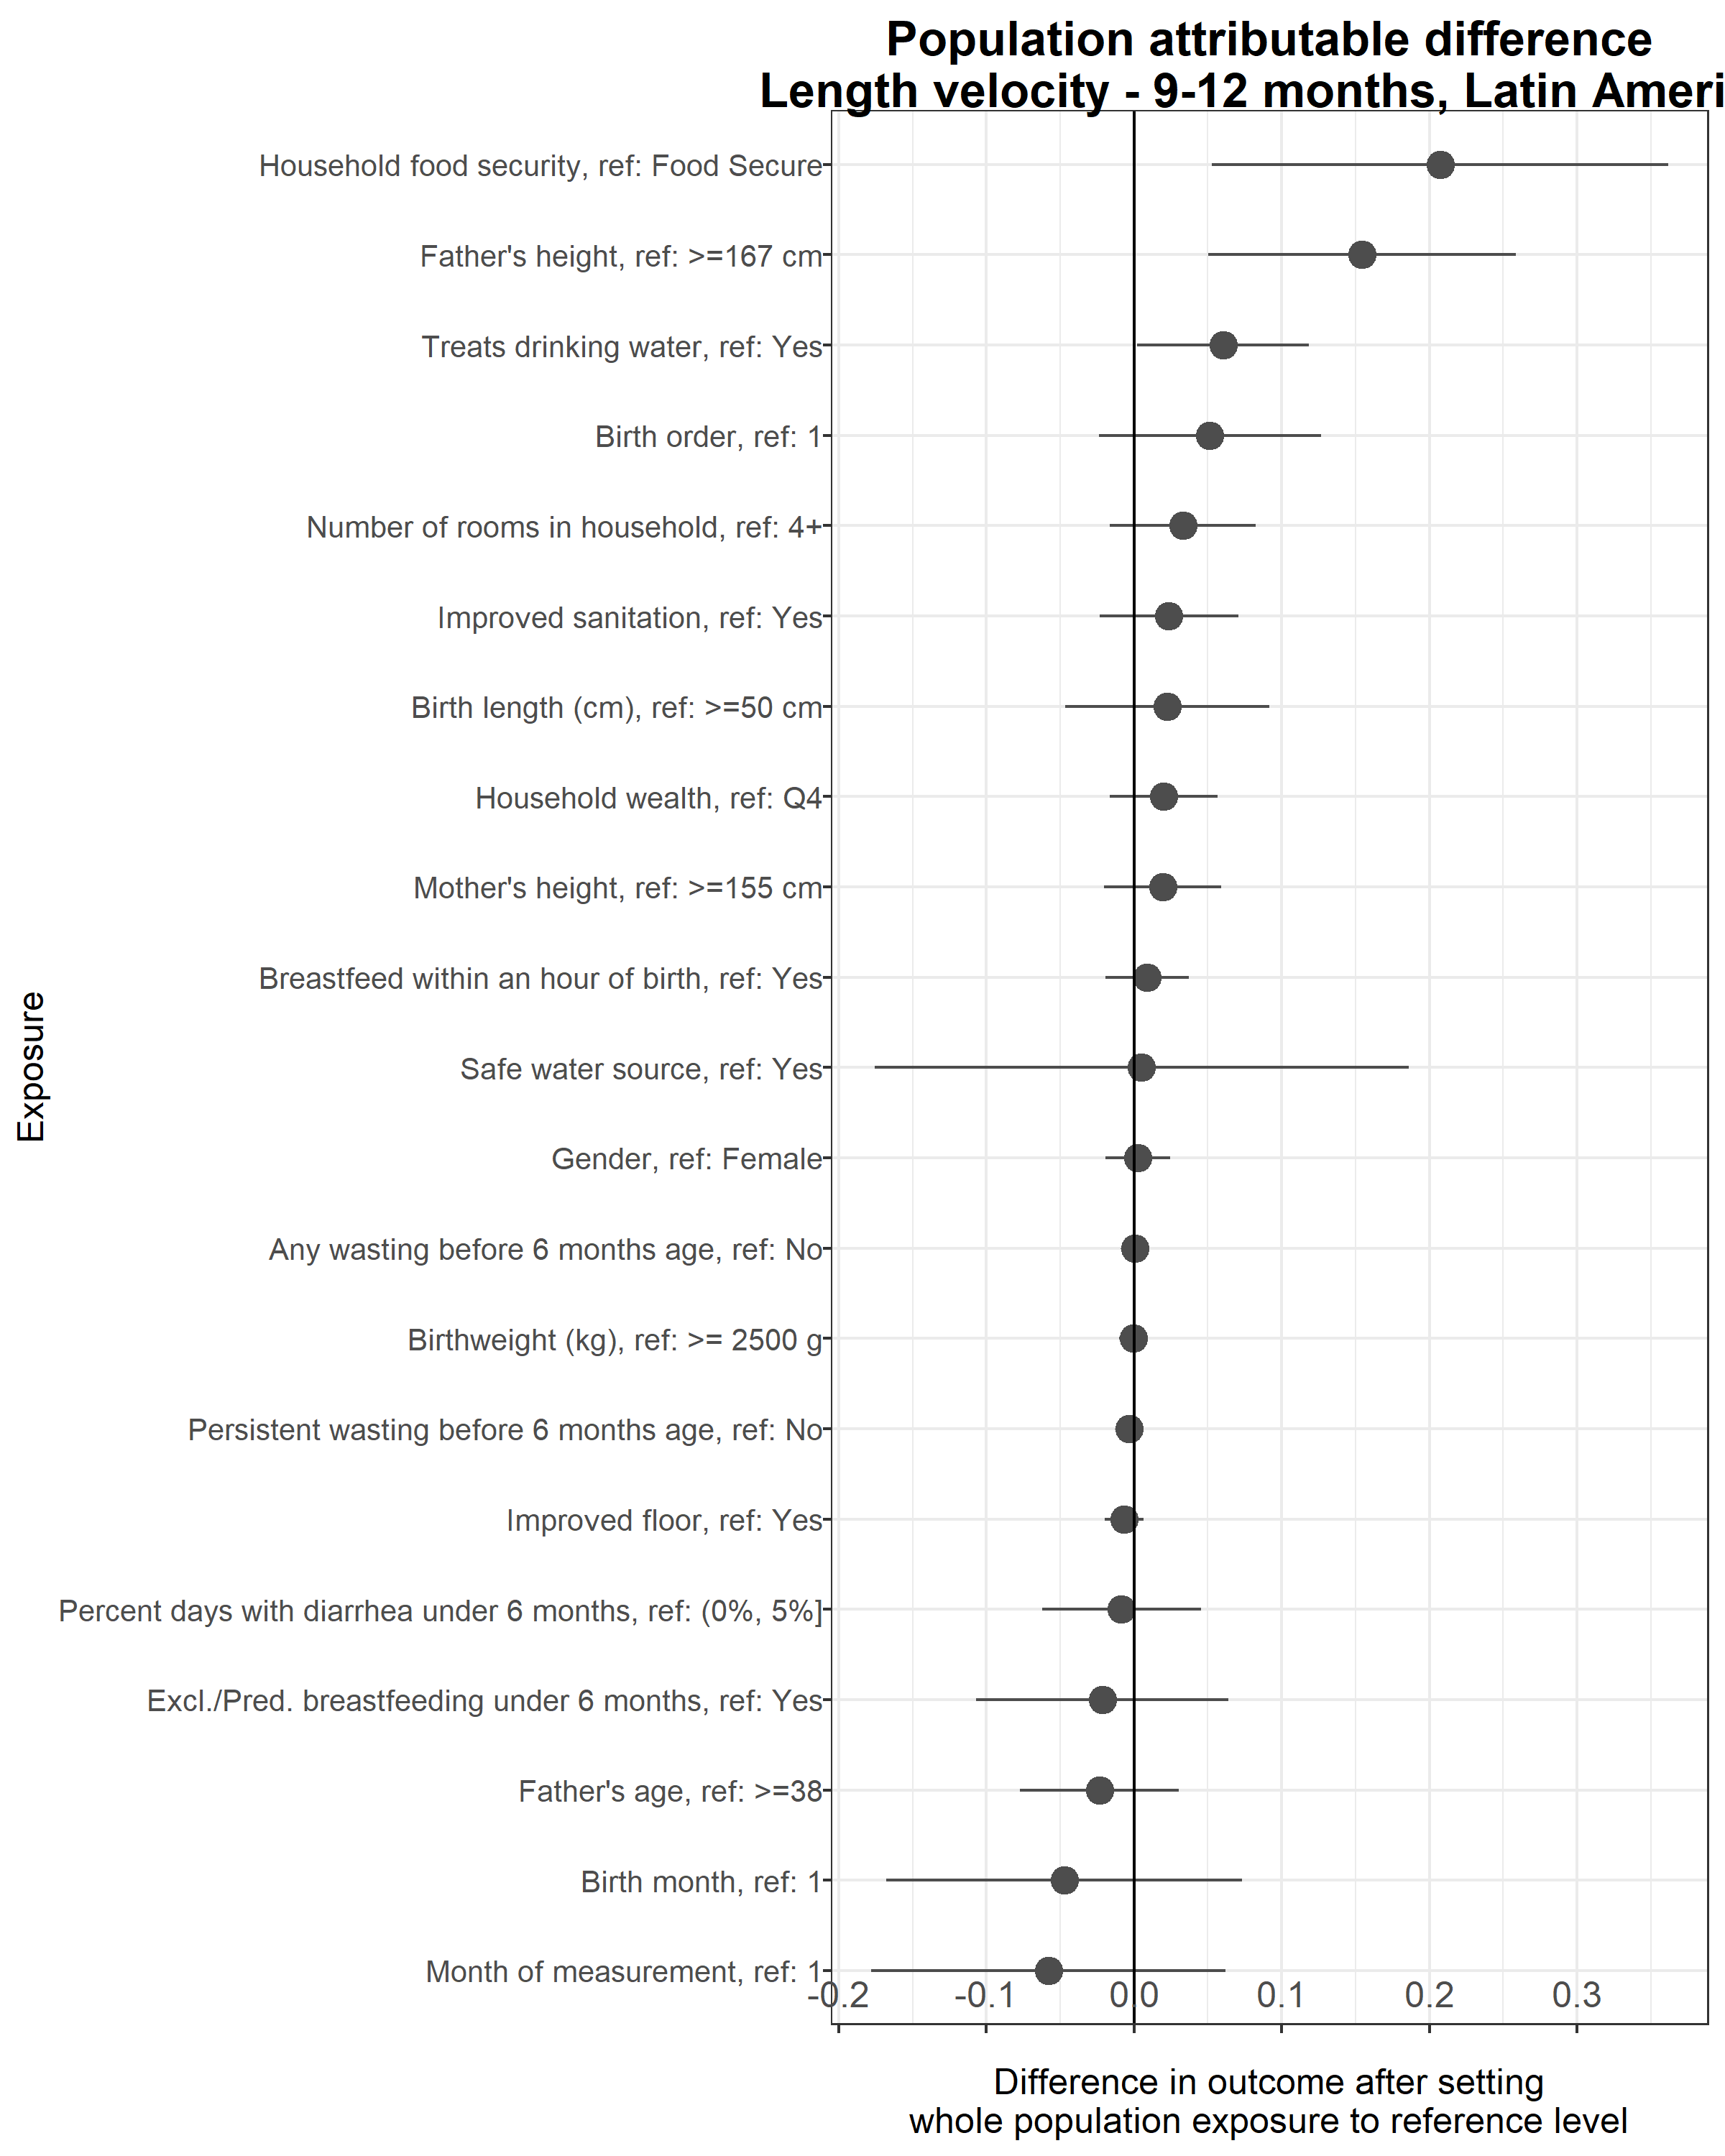 Population attributable difference
Length velocity - 9-12 months, Latin Ameri
Household food security, ref: Food Secure
Father's height, ref: >=167 cm
Treats drinking water, ref: Yes
Birth order, ref: 1
Number of rooms in household, ref: 4+
Improved sanitation, ref: Yes
Birth length (cm), ref: >=50 cm
Household wealth, ref: Q4
Mother's height, ref: >=155 cm
Breastfeed within an hour of birth, ref: Yes
Safe water source, ref: Yes
Gender, ref: Female
Any wasting before 6 months age, ref: No
Birthweight (kg), ref: >= 2500 g
Persistent wasting before 6 months age, ref: No
Improved floor, ref: Yes
Percent days with diarrhea under 6 months, ref: (0%, 5%]
Excl./Pred. breastfeeding under 6 months, ref: Yes
Father's age, ref: >=38
Birth month, ref: 1
Month of measurement, ref: 1
Exposure
-0.2 -0.1 0.0 0.1 0.2 0.3
Difference in outcome after setting
whole population exposure to reference level